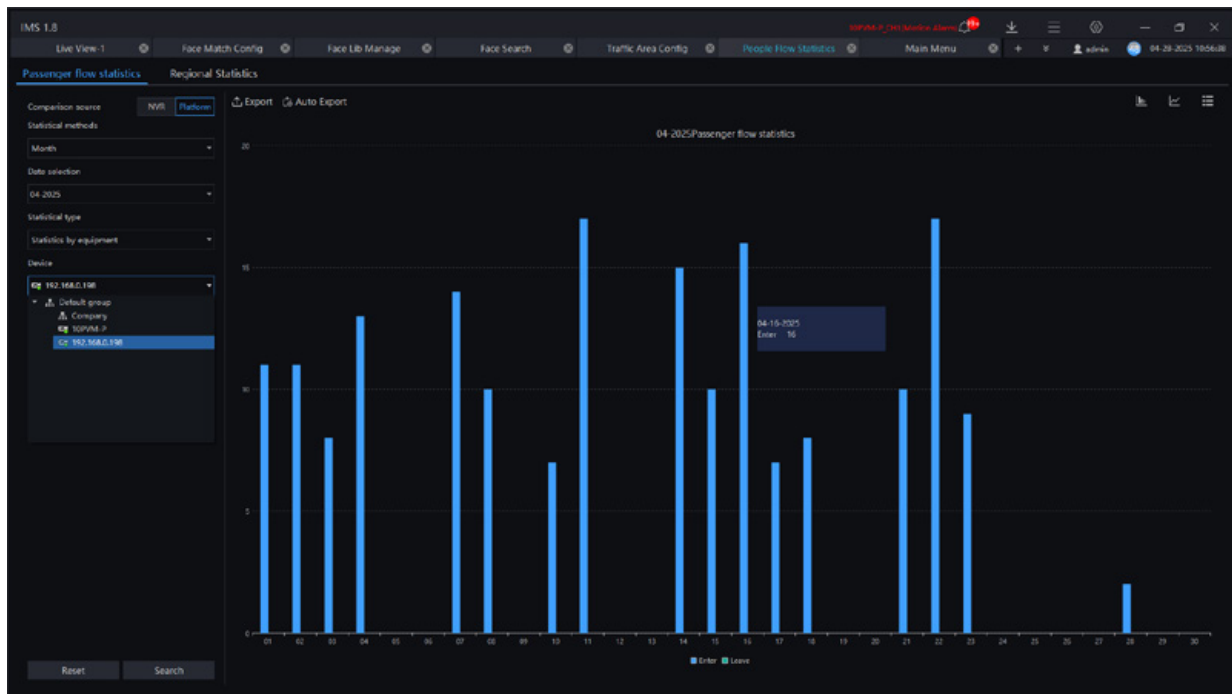 IMS 1.8
10PVM-P_CH1(Motion Alarm) 99+
Live View-1 Face Match Config Face Lib Manage Face Search Traffic Area Config People Flow Statistics Main Menu + admin 04-28-2025 10:56:38
Passenger flow statistics Regional Statistics
Comparison source NVR Platform
Export Auto Export
Statistical methods
Month
Date selection
04-2025
Statistical type
Statistics by equipment
Device
192.168.0.198
Default group
Company
10PVM-P
192.168.0.198
Reset Search
04-2025Passenger flow statistics
20
15
10
5
0
04-16-2025
Enter 16
01 02 03 04 05 06 07 08 09 10 11 12 13 14 15 16 17 18 19 20 21 22 23 24 25 26 27 28 29 30
Enter Leave